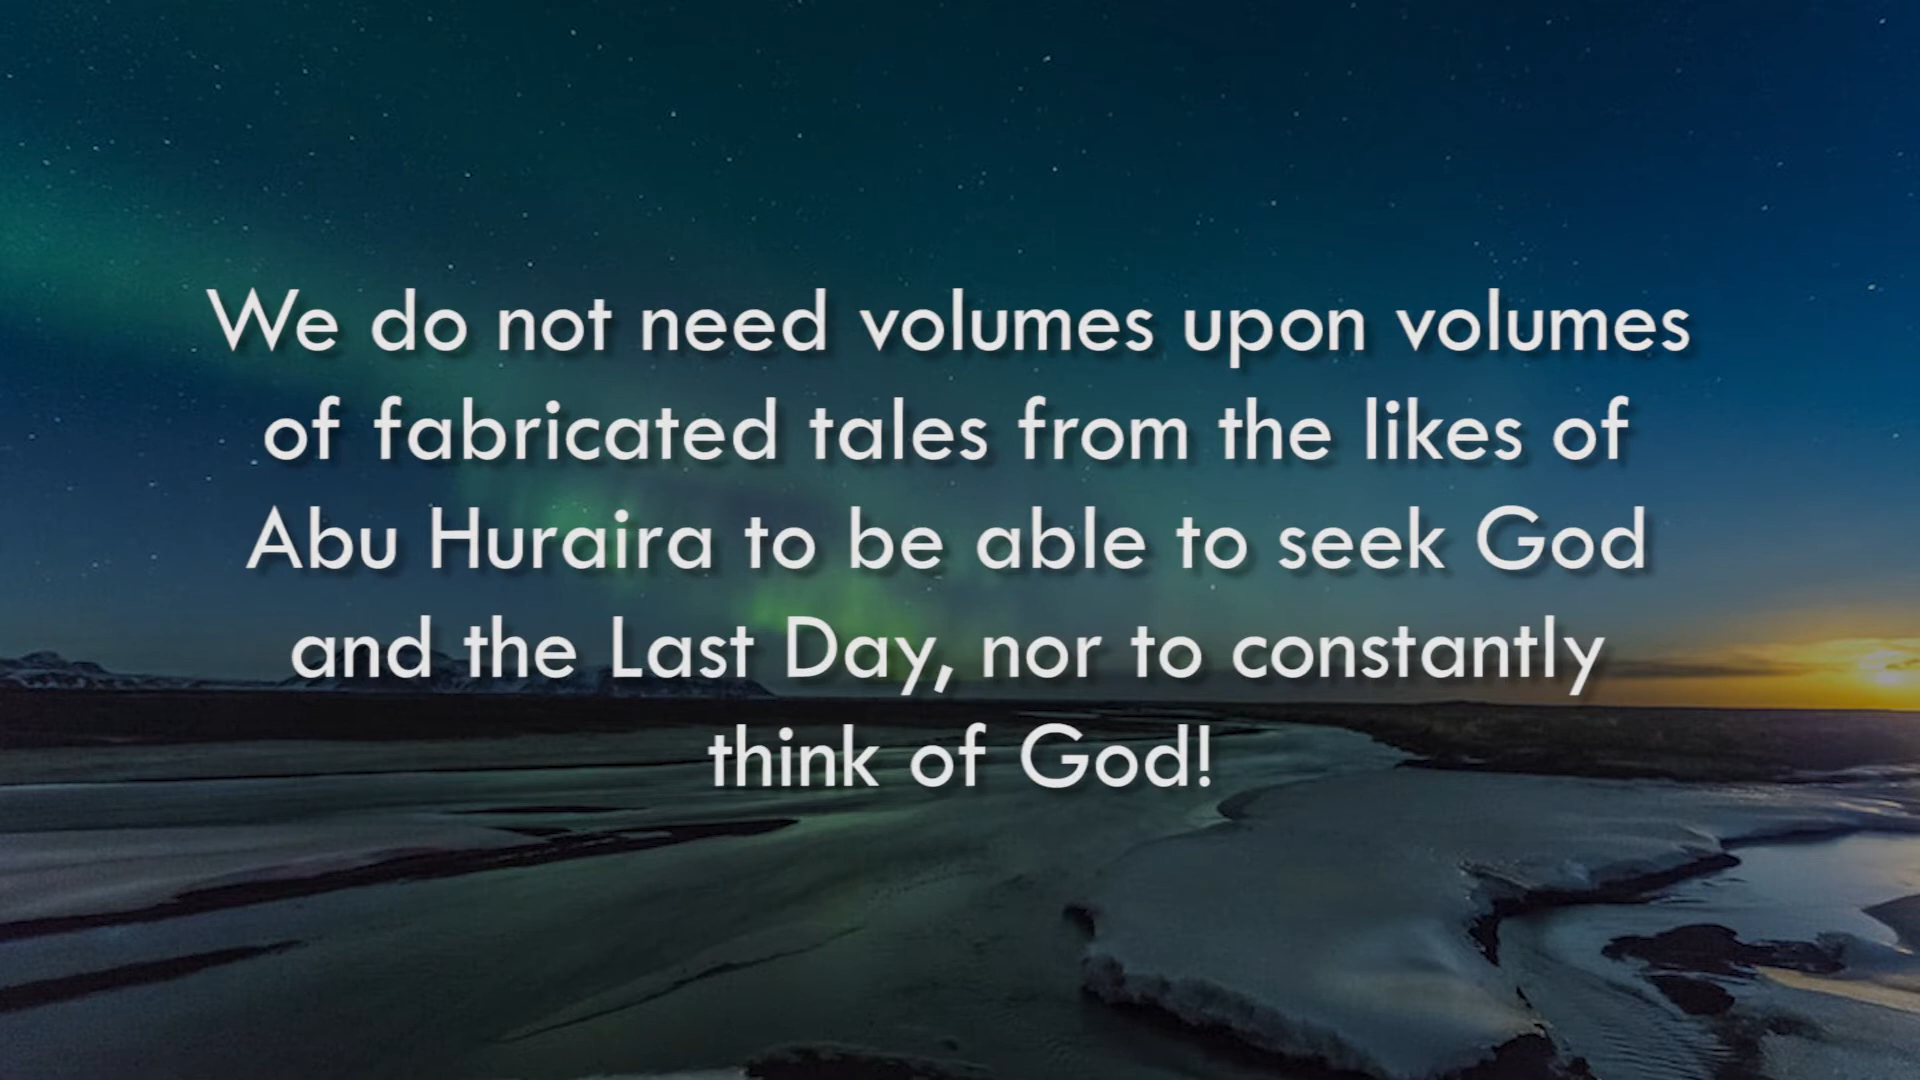 We do not need volumes upon volumes
of fabricated tales from the likes of
Abu Huraira to be able to seek God
and the Last Day, nor to constantly
think of God!